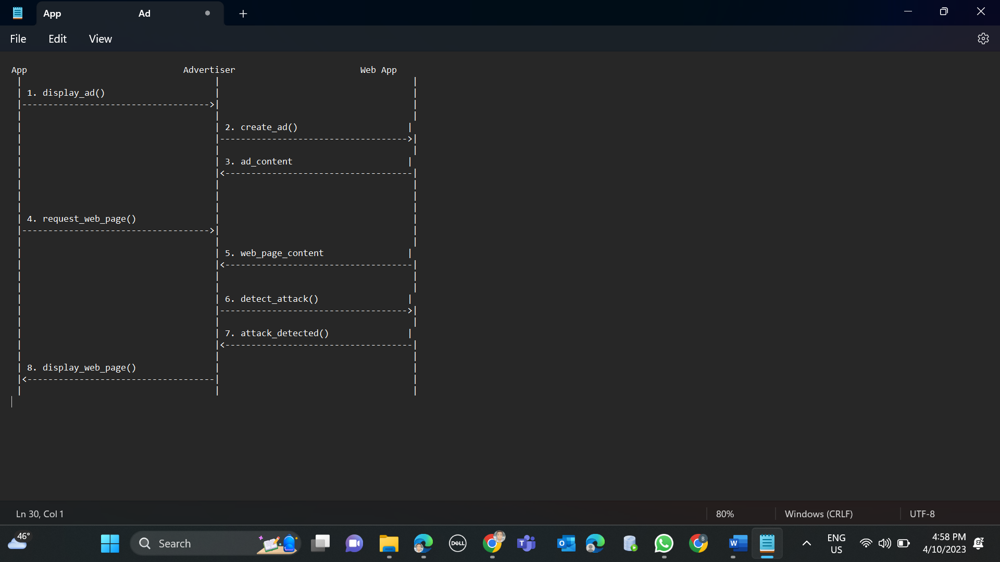 App Ad
File Edit View
App Advertiser Web App
1. display_ad()
2. create_ad()
3. ad_content
4. request_web_page()
5. web_page_content
6. detect_attack()
7. attack_detected()
8. display_web_page()
Ln 30, Col 1 80% Windows (CRLF) UTF-8
46° Search DELL T O W B ENG 4:58 PM
US 4/10/2023